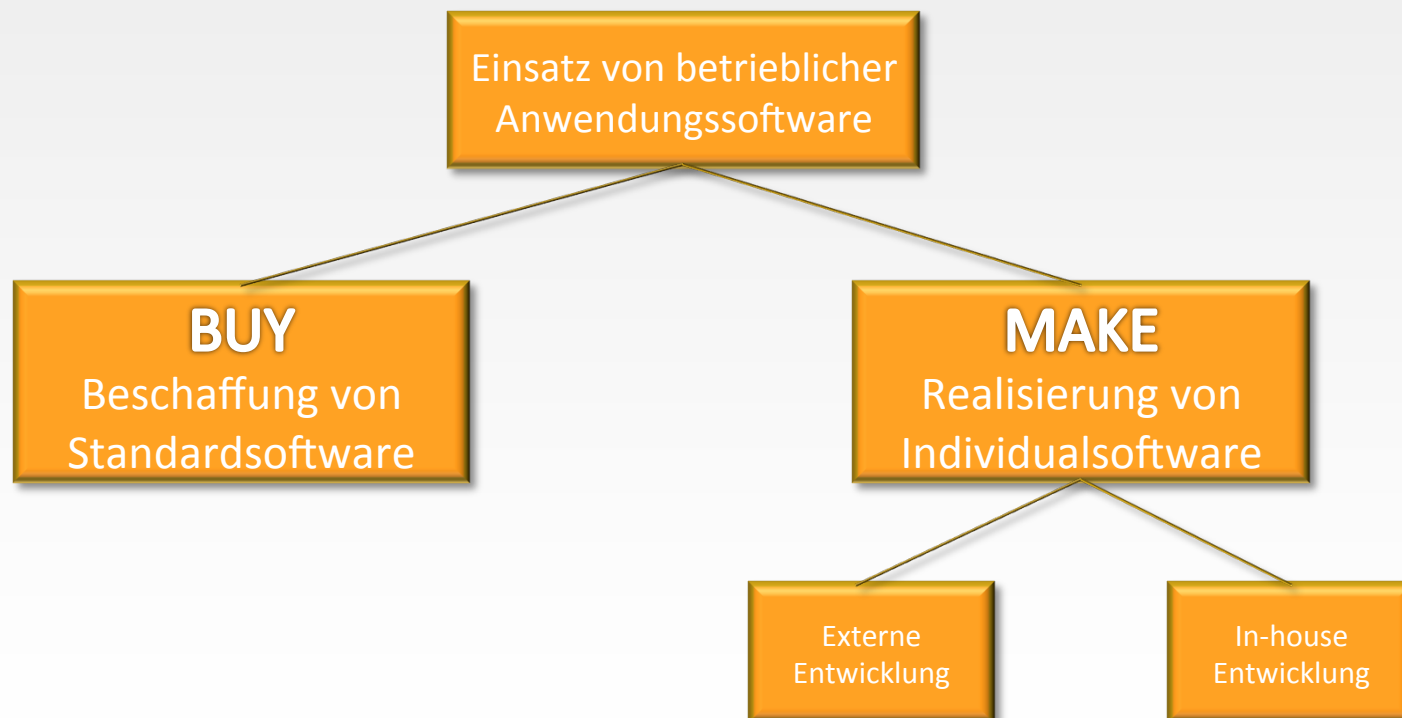 Einsatz von betrieblicher
Anwendungssoftware
BUY
Beschaffung von
Standardsoftware
MAKE
Realisierung von
Individualsoftware
Externe
Entwicklung
In-house
Entwicklung